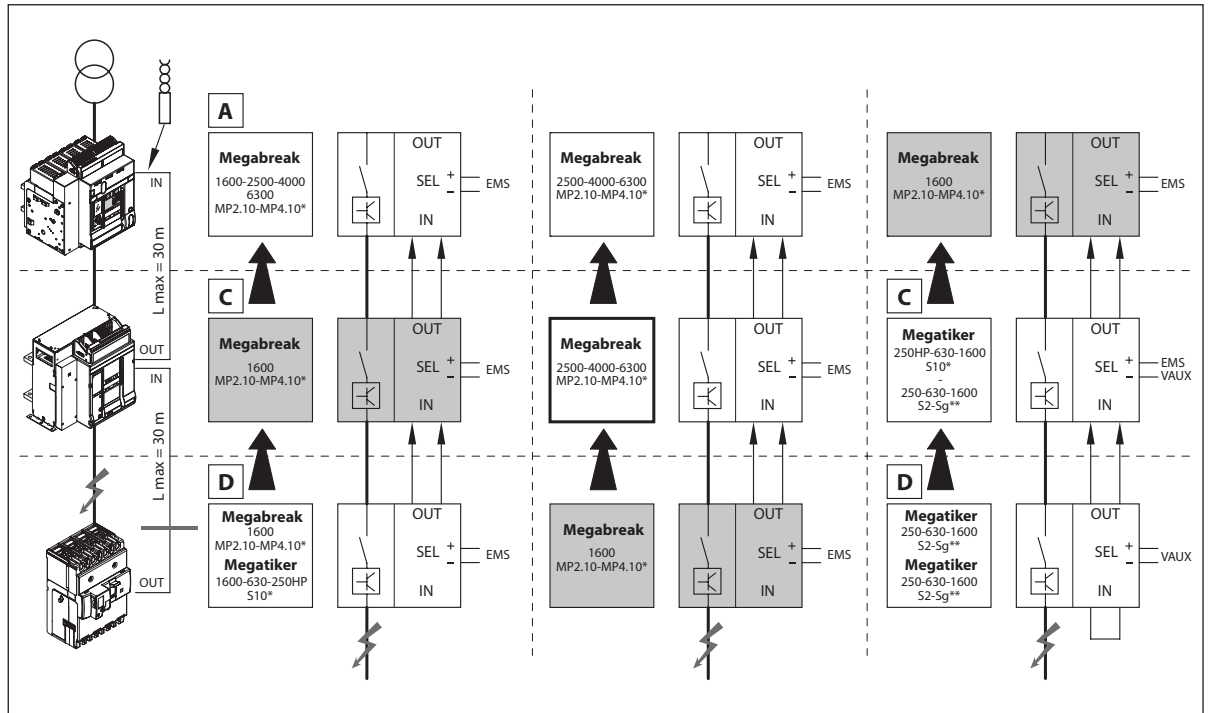 IN
L max = 30 m
OUT
IN
L max = 30 m
OUT
A
Megabreak
1600-2500-4000
6300
MP2.10-MP4.10*
OUT
SEL + EMS
-
IN
Megabreak
2500-4000-6300
MP2.10-MP4.10*
OUT
SEL + EMS
-
IN
Megabreak
1600
MP2.10-MP4.10*
OUT
SEL + EMS
-
IN
C
Megabreak
1600
MP2.10-MP4.10*
OUT
SEL + EMS
-
IN
Megabreak
2500-4000-6300
MP2.10-MP4.10*
OUT
SEL + EMS
-
IN
C
Megatiker
250HP-630-1600
S10*
-
250-630-1600
S2-Sg**
OUT
SEL + EMS
- VAUX
IN
D
Megabreak
1600
MP2.10-MP4.10*
Megatiker
1600-630-250HP
S10*
OUT
SEL + EMS
-
IN
Megabreak
1600
MP2.10-MP4.10*
OUT
SEL + EMS
-
IN
D
Megatiker
250-630-1600
S2-Sg**
Megatiker
250-630-1600
S2-Sg**
OUT
SEL + VAUX
-
IN